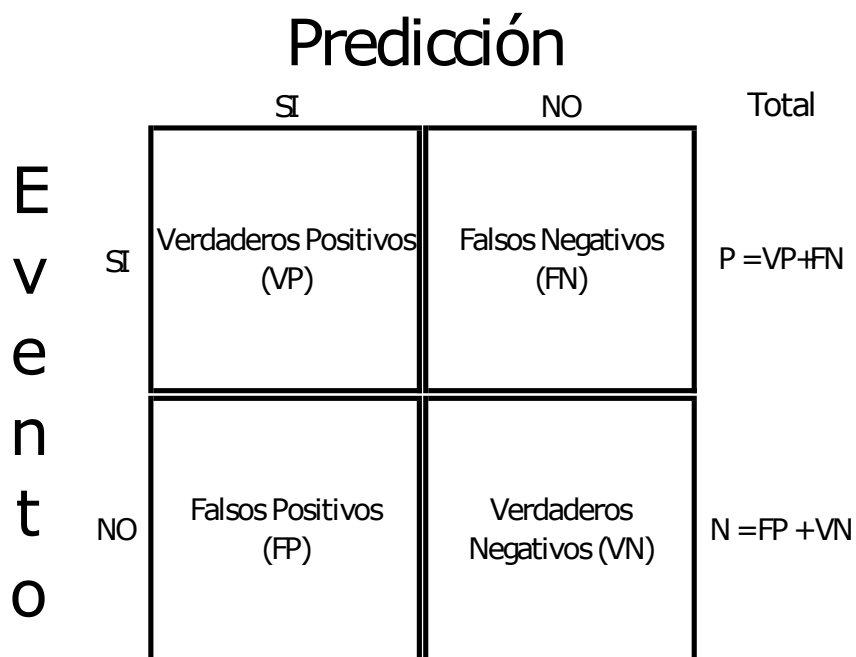 Predicción
SI NO Total
Evento
SI
Verdaderos Positivos
(VP)
Falsos Negativos
(FN)
P =VP+FN
NO
Falsos Positivos
(FP)
Verdaderos
Negativos (VN)
N =FP + VN